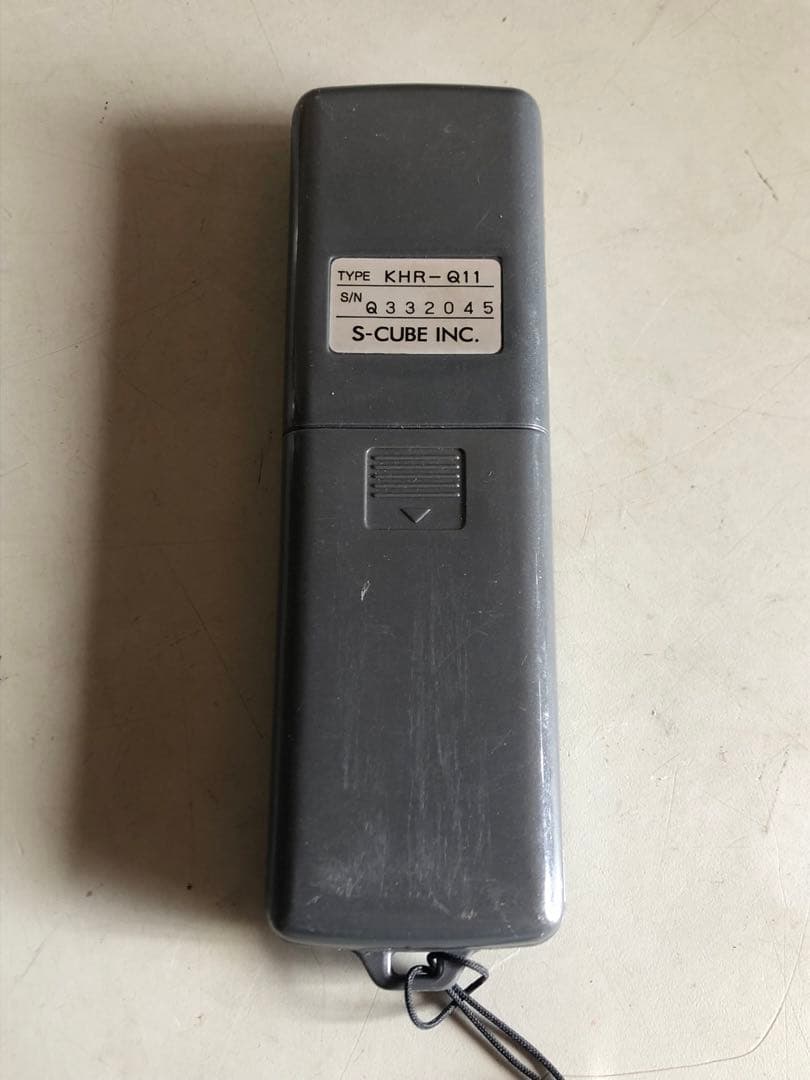 TYPE KHR-Q11
S/N Q332045
S-CUBE INC.